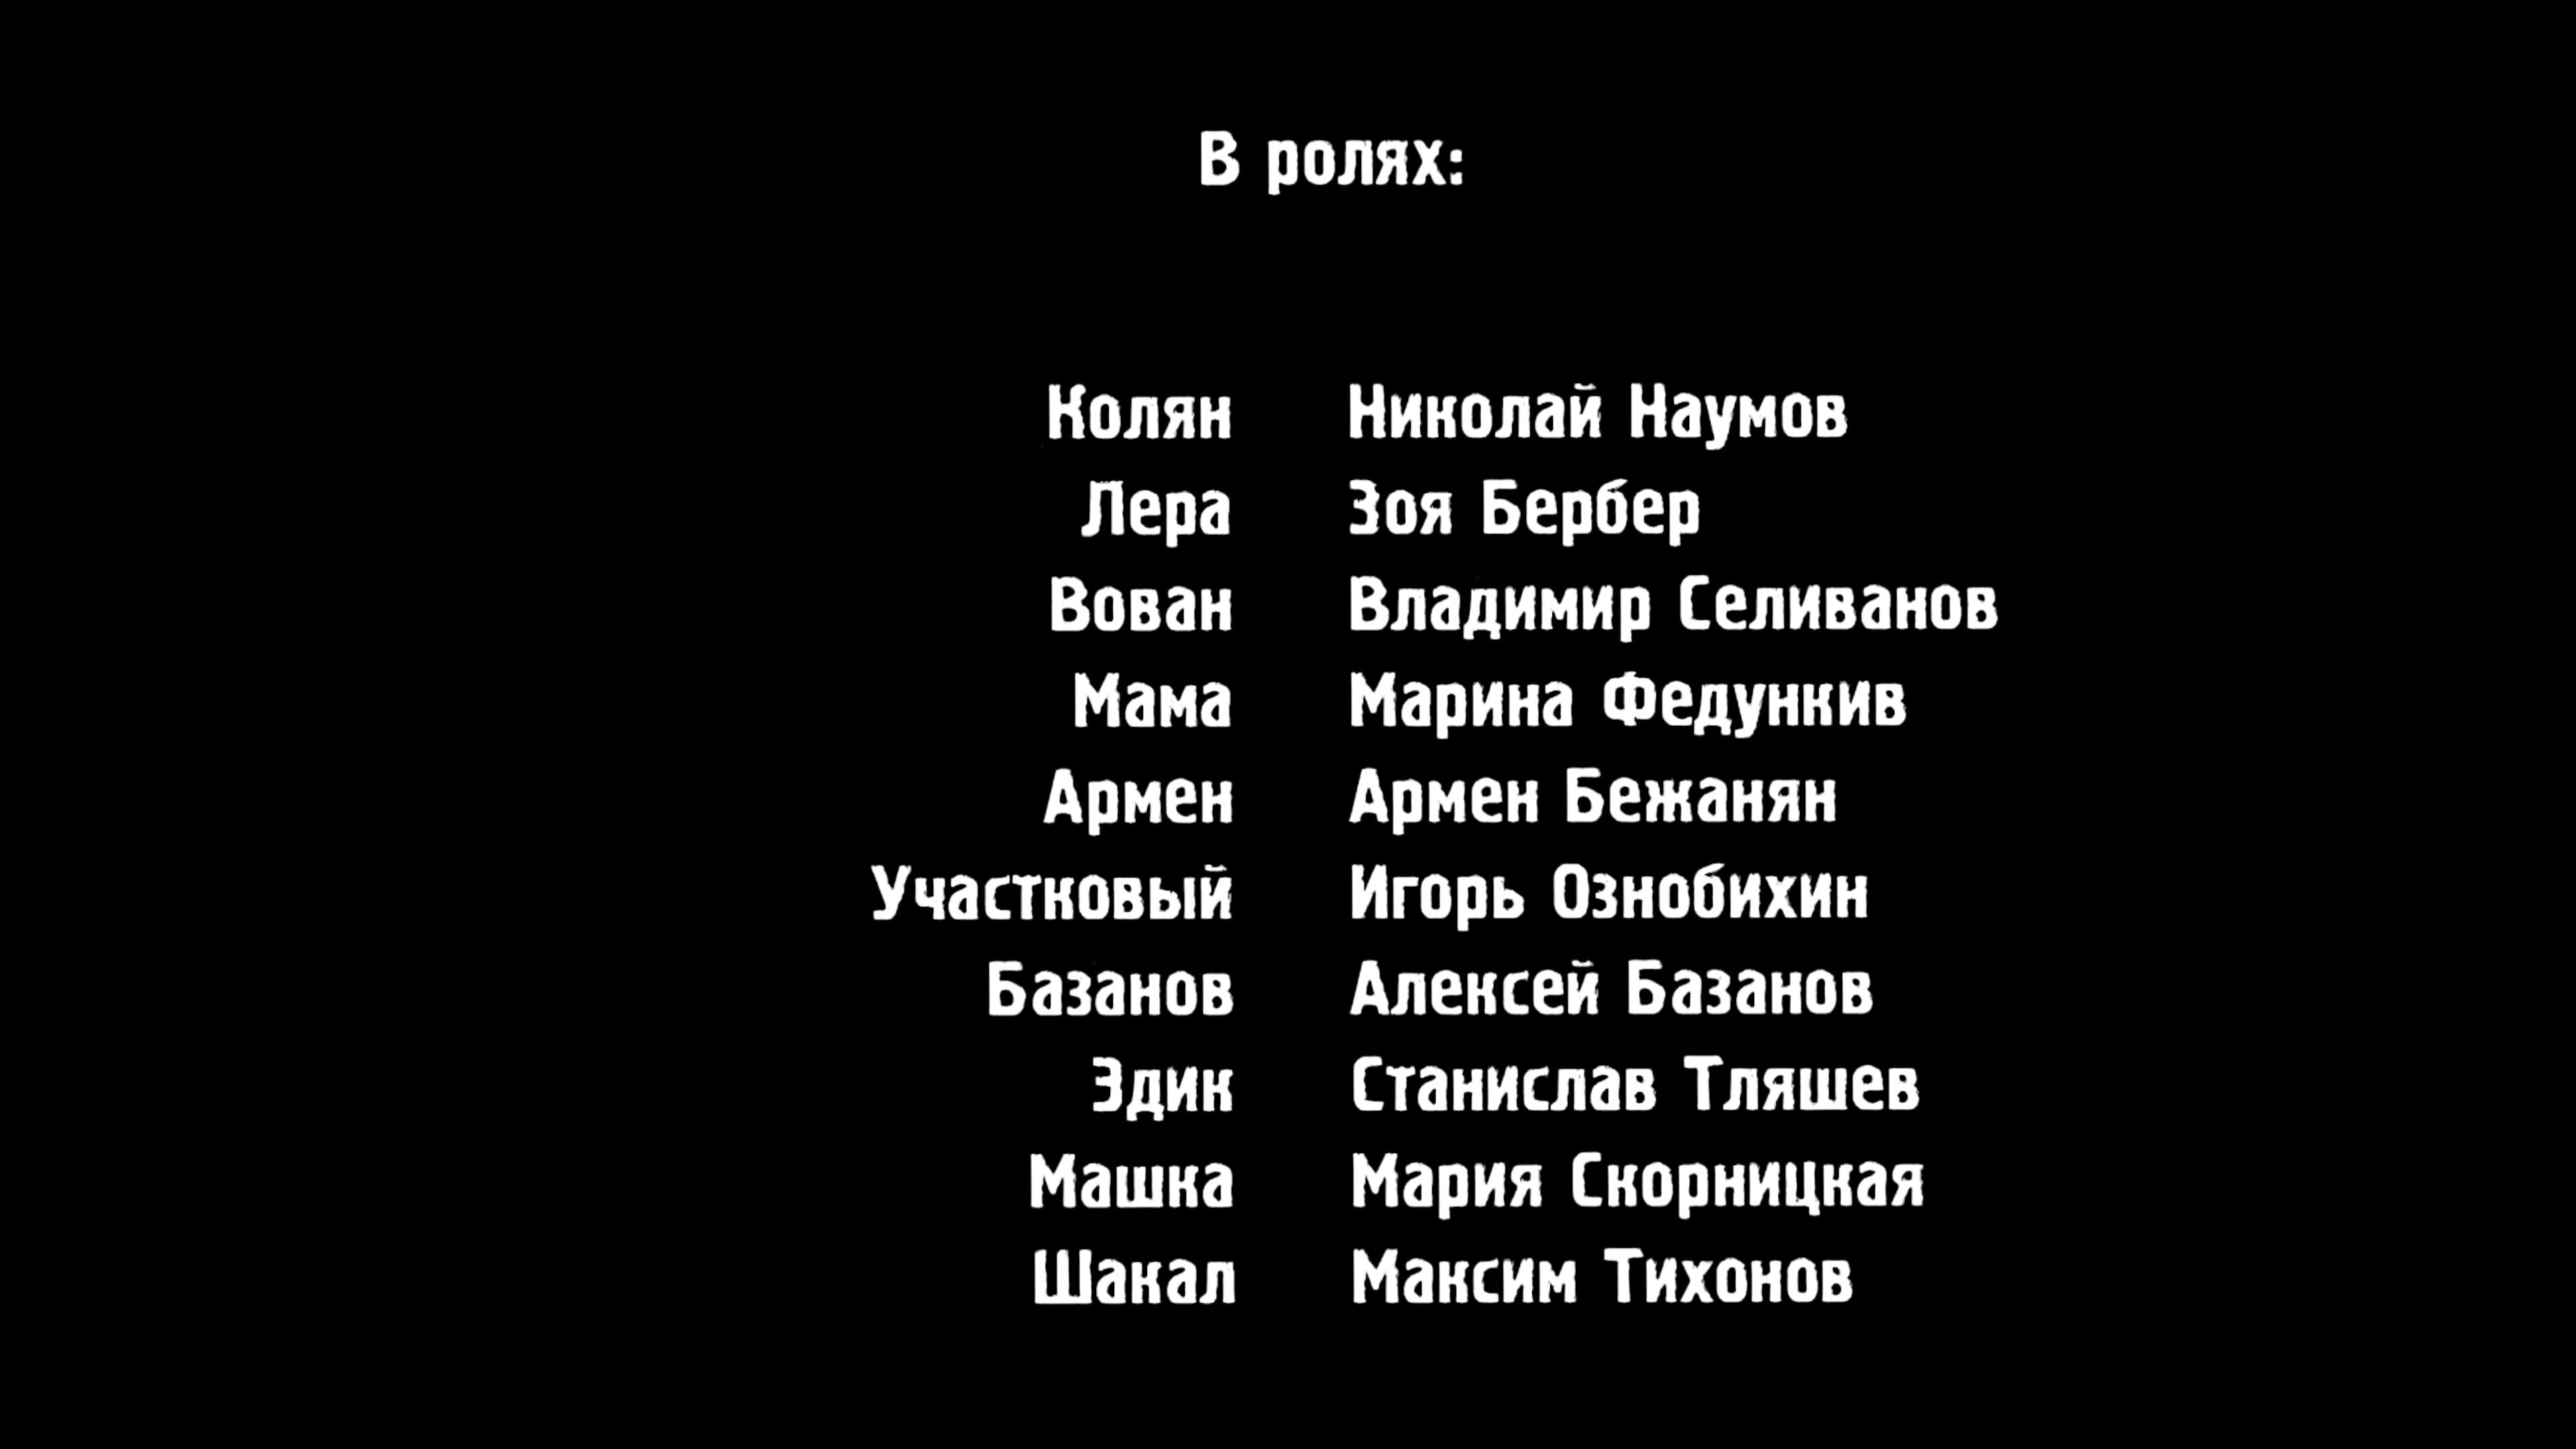 В ролях:
Колян Николай Наумов
Лера Зоя Бербер
Вован Владимир Селиванов
Мама Марина Федункив
Армен Армен Бежанян
Участковый Игорь Ознобихин
Базанов Алексей Базанов
Эдик Станислав Тляшев
Машка Мария Скорницкая
Шакал Максим Тихонов